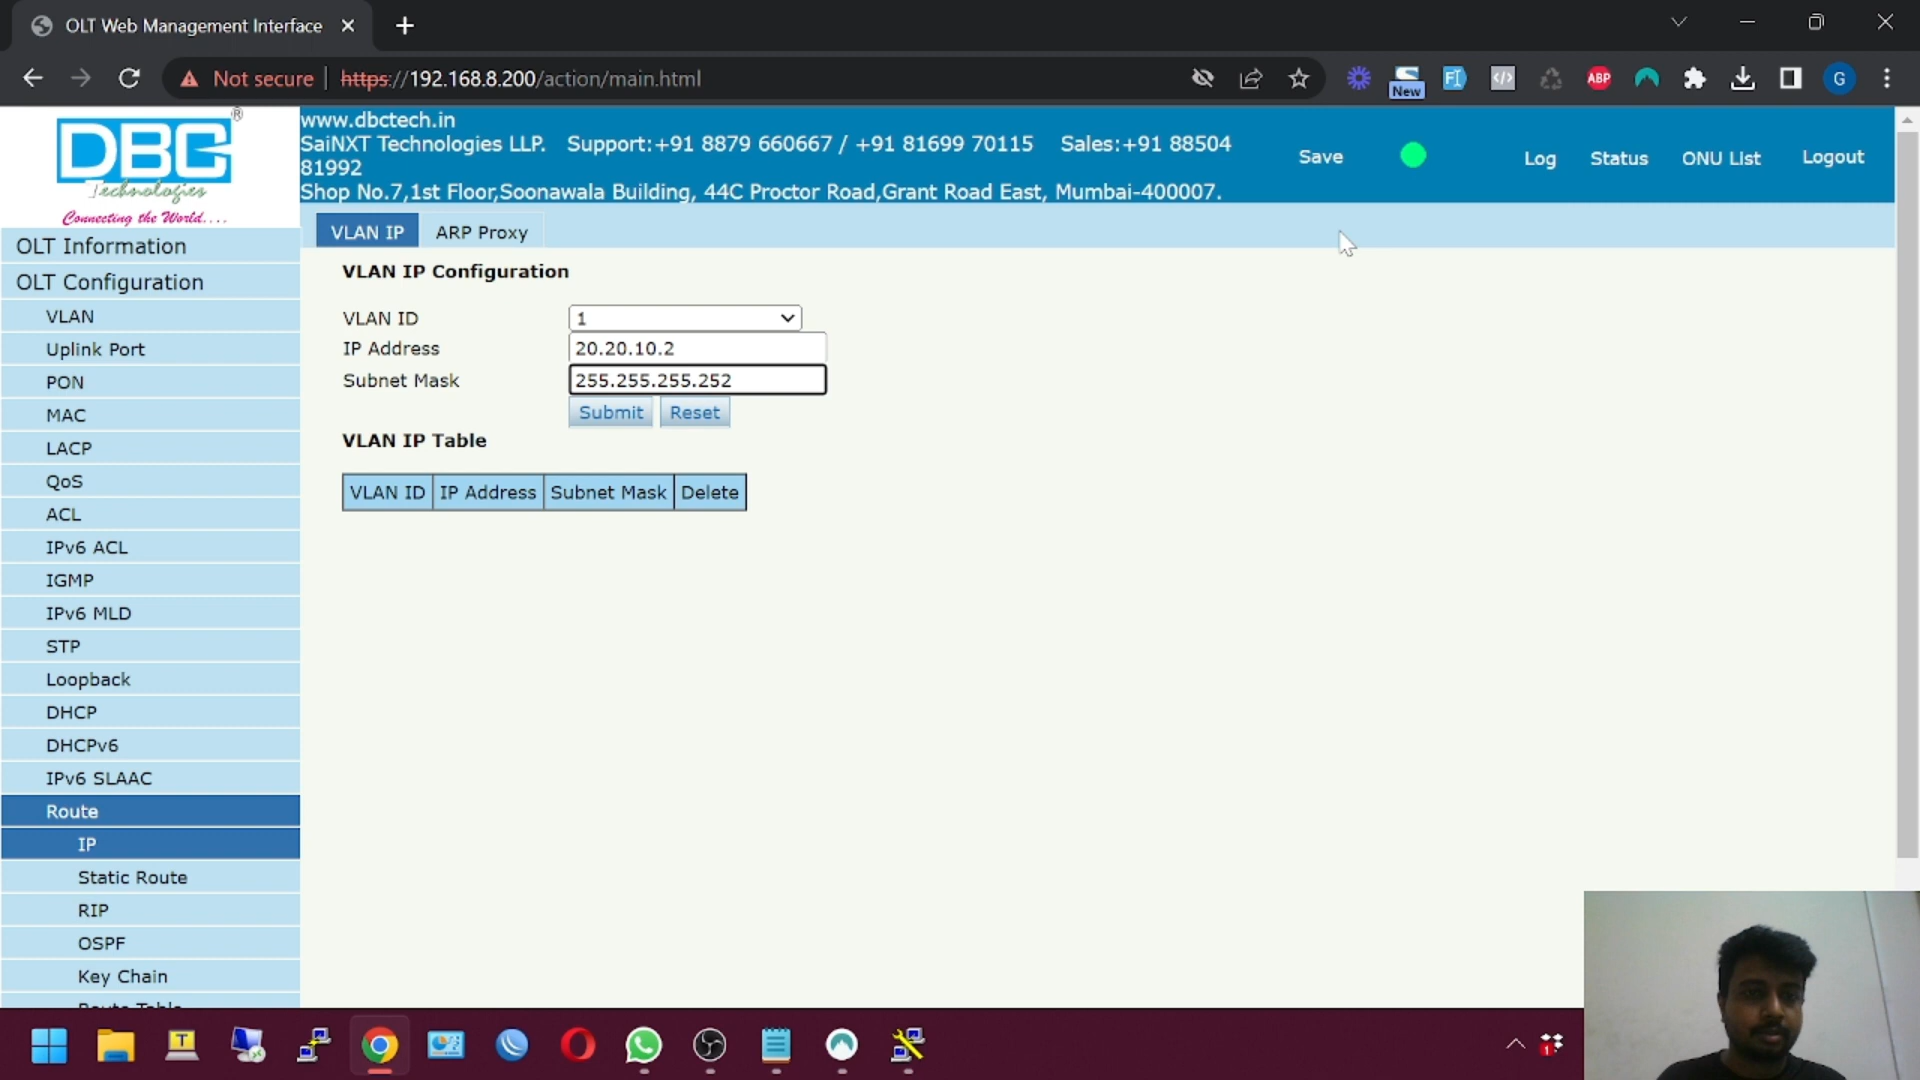 OLT Web Management Interface
Not secure
https://192.168.8.200/action/main.html
ABP
New
G
DBC
®
Technologies
Connecting the World....
www.dbctech.in
SaiNXT Technologies LLP. Support:+91 8879 660667 / +91 81699 70115 Sales:+91 88504
81992
Shop No.7,1st Floor,Soonawala Building, 44C Proctor Road,Grant Road East, Mumbai-400007.
Save
Log
Status
ONU List
Logout
OLT Information
OLT Configuration
VLAN
Uplink Port
PON
MAC
LACP
QoS
ACL
IPv6 ACL
IGMP
IPv6 MLD
STP
Loopback
DHCP
DHCPv6
IPv6 SLAAC
Route
IP
Static Route
RIP
OSPF
Key Chain
Route Table
VLAN IP
ARP Proxy
VLAN IP Configuration
VLAN ID 1
IP Address 20.20.10.2
Subnet Mask 255.255.255.252
Submit Reset
VLAN IP Table
VLAN ID IP Address Subnet Mask Delete
T
1